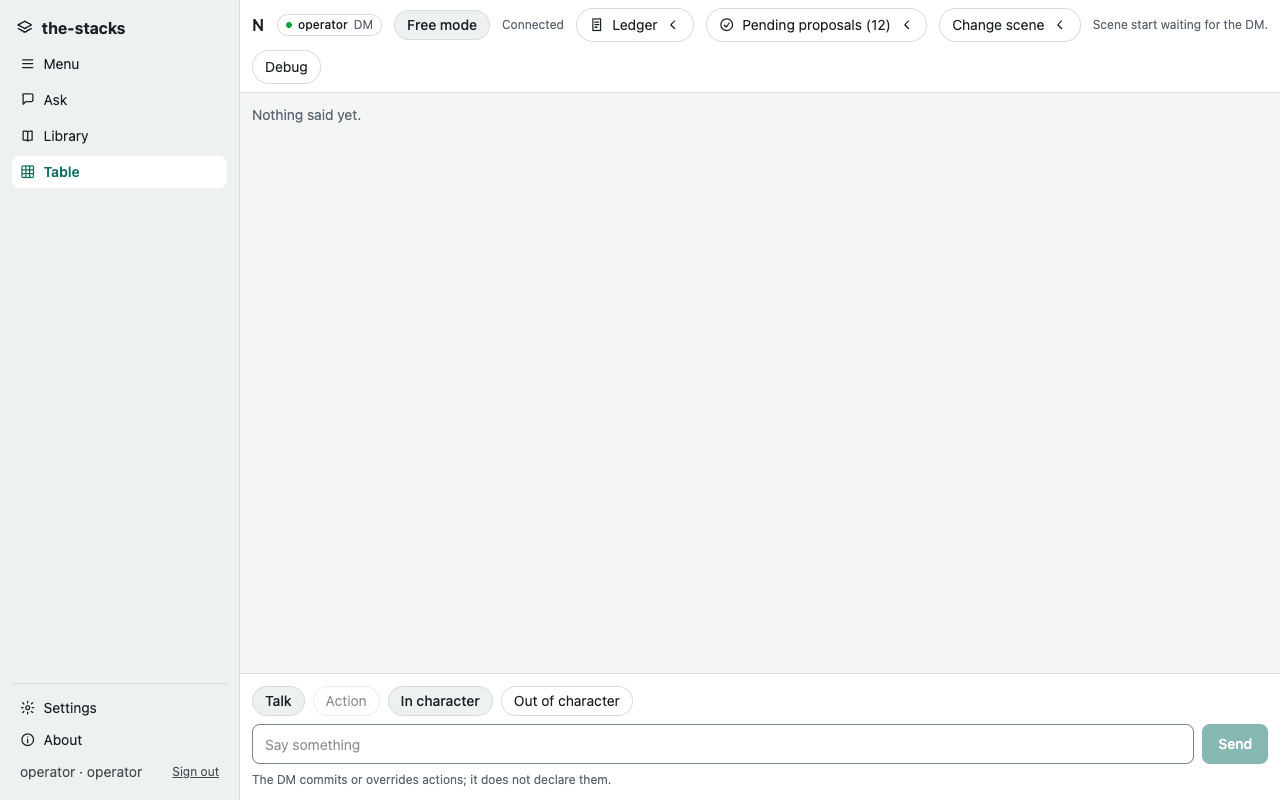 the-stacks
Menu
Ask
Library
Table
Settings
About
operator · operator
Sign out
N
operator DM
Free mode
Connected
Ledger
Pending proposals (12)
Change scene
Scene start waiting for the DM.
Debug
Nothing said yet.
Talk
Action
In character
Out of character
Say something
Send
The DM commits or overrides actions; it does not declare them.